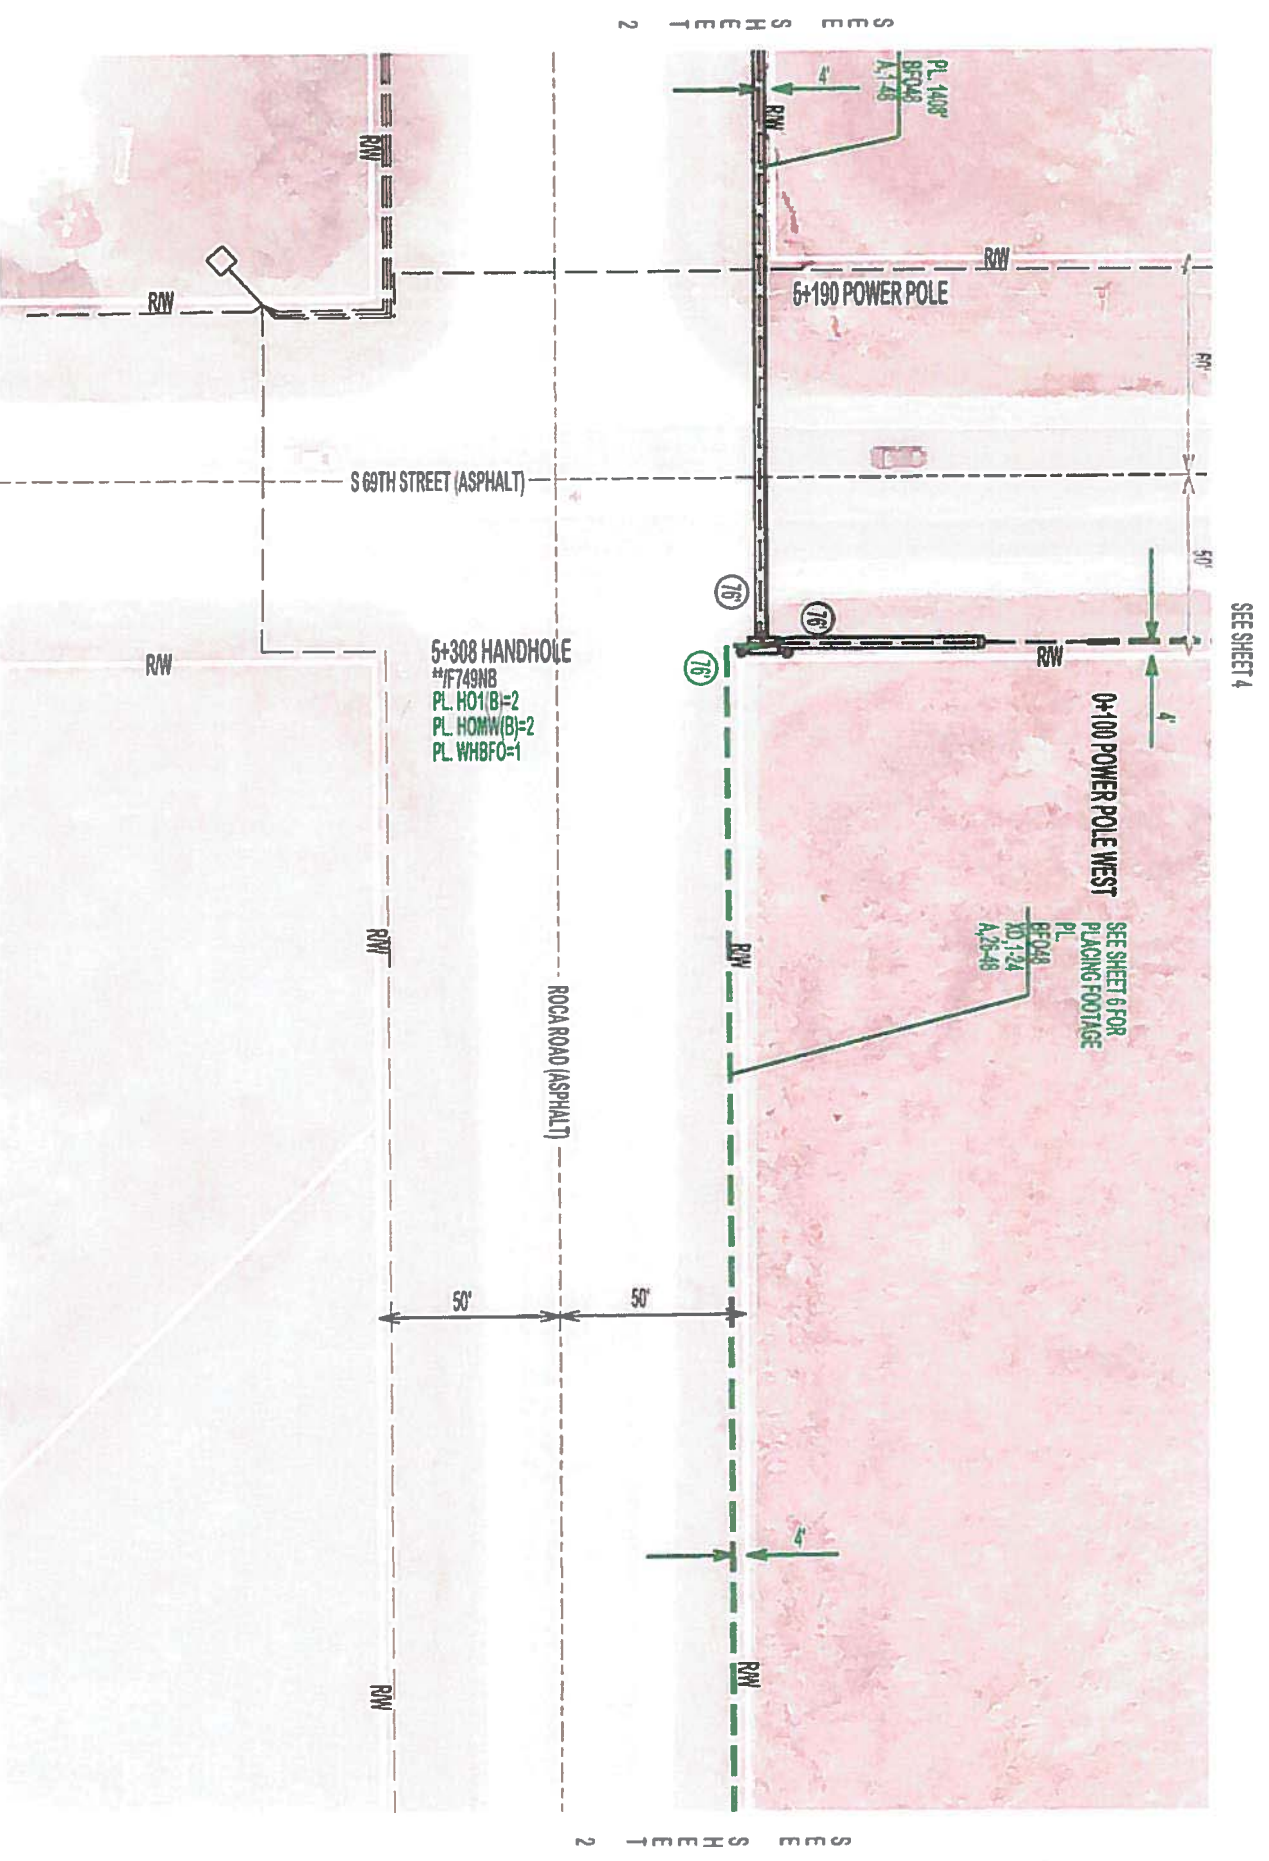 SEE SHEET 2
PL. 1408'
BFO48
A,1-48
4'
R/W
R/W
R/W
R/W
5+190 POWER POLE
60'
S 69TH STREET (ASPHALT)
50'
SEE SHEET 4
76'
76'
76'
5+308 HANDHOLE
**/F749NB
PL. HO1(B)=2
PL. HOMW(B)=2
PL. WHBFO=1
R/W
R/W
4'
0+100 POWER POLE WEST
SEE SHEET 6 FOR
PLACING FOOTAGE
PL.
BFO48
XD,1-24
A,25-48
R/W
R/W
ROCA ROAD (ASPHALT)
50'
50'
4'
R/W
R/W
SEE SHEET 2